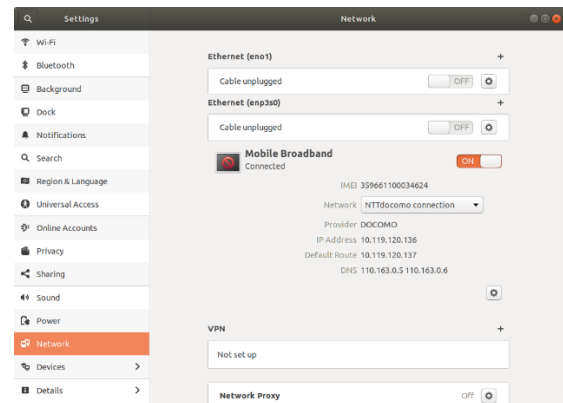 Settings
Network
Wi-Fi
Bluetooth
Background
Dock
Notifications
Search
Region & Language
Universal Access
Online Accounts
Privacy
Sharing
Sound
Power
Network
Devices
Details
Ethernet (eno1)
Cable unplugged OFF
Ethernet (enp3s0)
Cable unplugged OFF
Mobile Broadband
Connected ON
IMEI 359661100034624
Network NTTdocomo connection
Provider DOCOMO
IP Address 10.119.120.136
Default Route 10.119.120.137
DNS 110.163.0.5 110.163.0.6
VPN
Not set up
Network Proxy Off